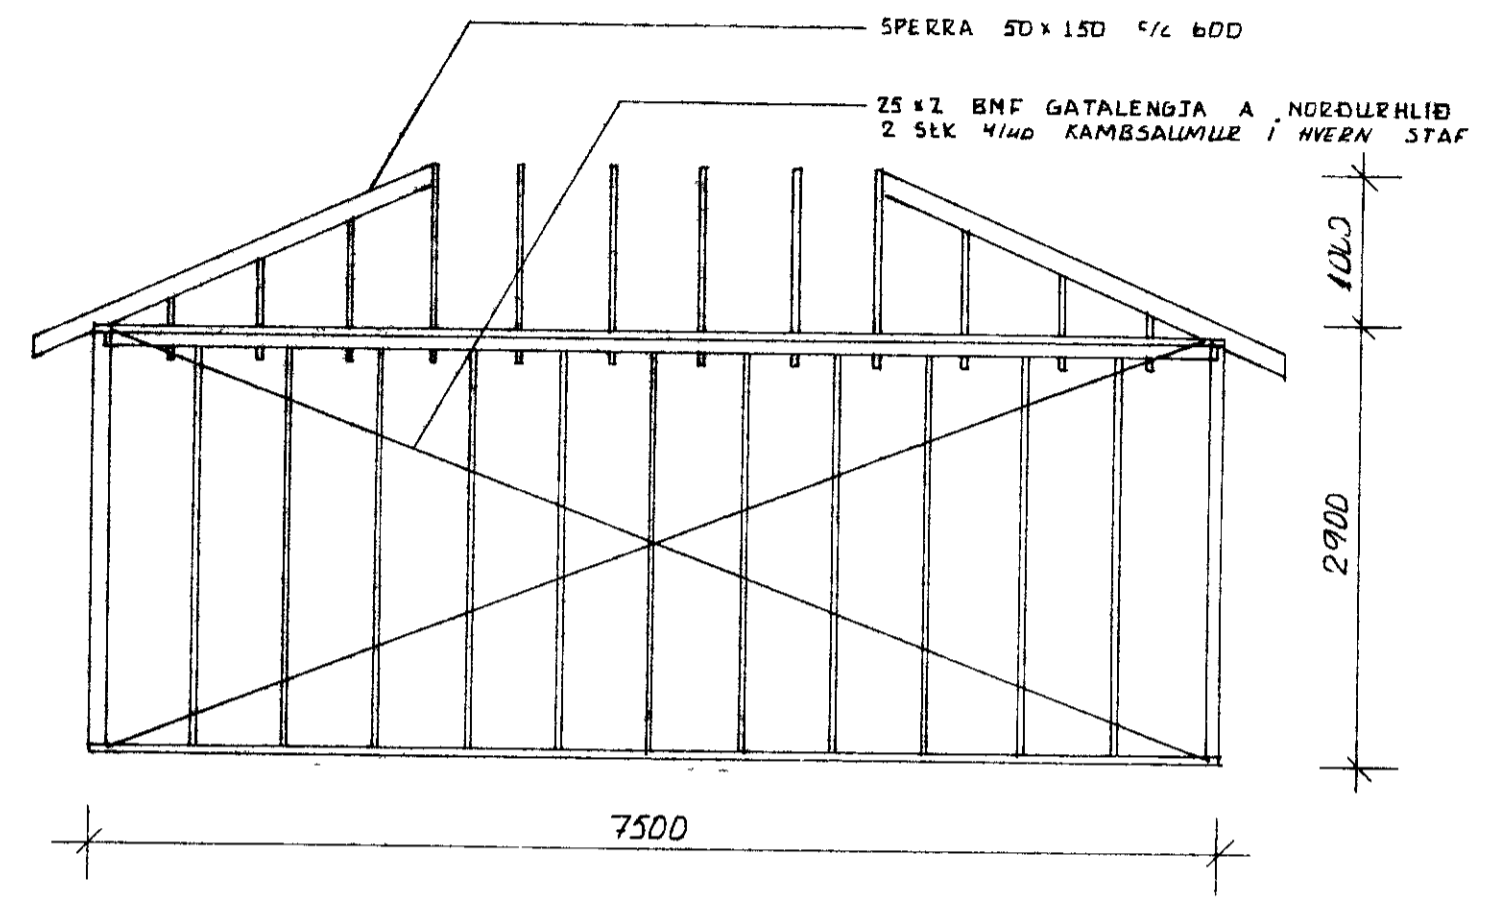 SPERRA 50 x 150 c/c 600
25 x 2 BMF GATALENGJA A NORÐURHLIÐ
2 STK 4/40 KAMBSAUMUR Í HVERN STAF
1000
2900
7500